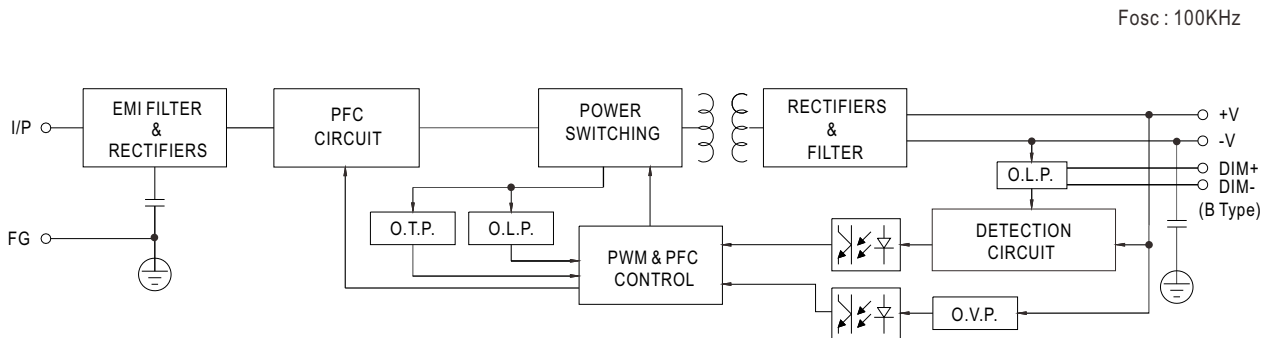 Fosc : 100KHz
I/P
EMI FILTER
&
RECTIFIERS
PFC
CIRCUIT
POWER
SWITCHING
RECTIFIERS
&
FILTER
+V
-V
DIM+
DIM-
(B Type)
O.L.P.
FG
O.T.P.
O.L.P.
PWM & PFC
CONTROL
DETECTION
CIRCUIT
O.V.P.